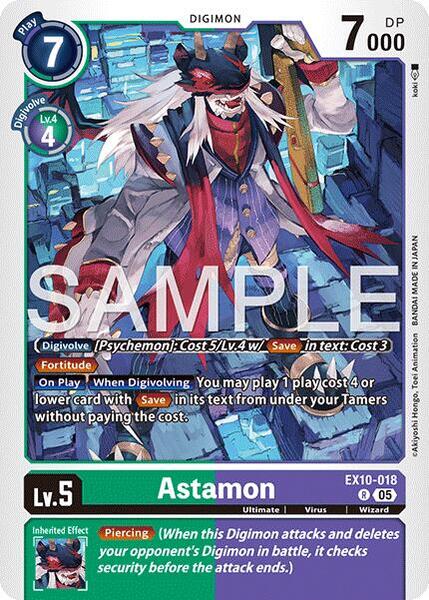 DIGIMON
Play
7
7000
DP
Digivolve
Lv.4
4
koki
SAMPLE
©Akiyoshi Hongo, Toei Animation BANDAI MADE IN JAPAN
Digivolve [Psychemon]: Cost 5/Lv.4 w/ Save in text: Cost 3
Fortitude
On Play When Digivolving You may play 1 play cost 4 or
lower card with Save in its text from under your Tamers
without paying the cost.
EX10-018
Lv.5
Astamon
R 05
Ultimate Virus Wizard
Inherited Effect
Piercing (When this Digimon attacks and deletes
your opponent's Digimon in battle, it checks
security before the attack ends.)